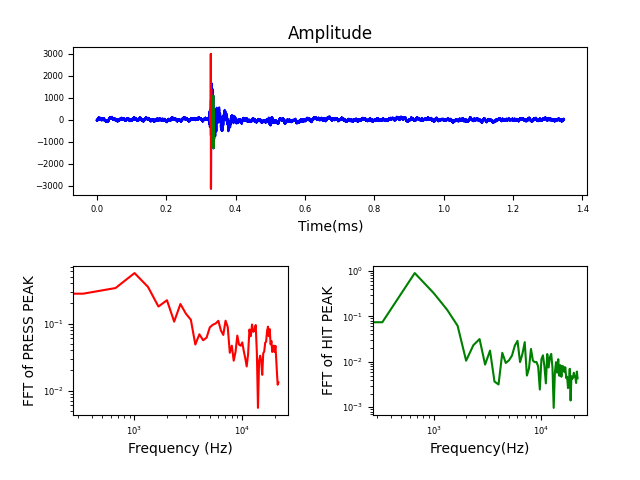 Amplitude
3000
2000
1000
0
−1000
−2000
−3000
0.0 0.2 0.4 0.6 0.8 1.0 1.2 1.4
Time(ms)
FFT of PRESS PEAK
10⁻¹
10⁻²
10³ 10⁴
Frequency (Hz)
FFT of HIT PEAK
10⁰
10⁻¹
10⁻²
10⁻³
10³ 10⁴
Frequency(Hz)